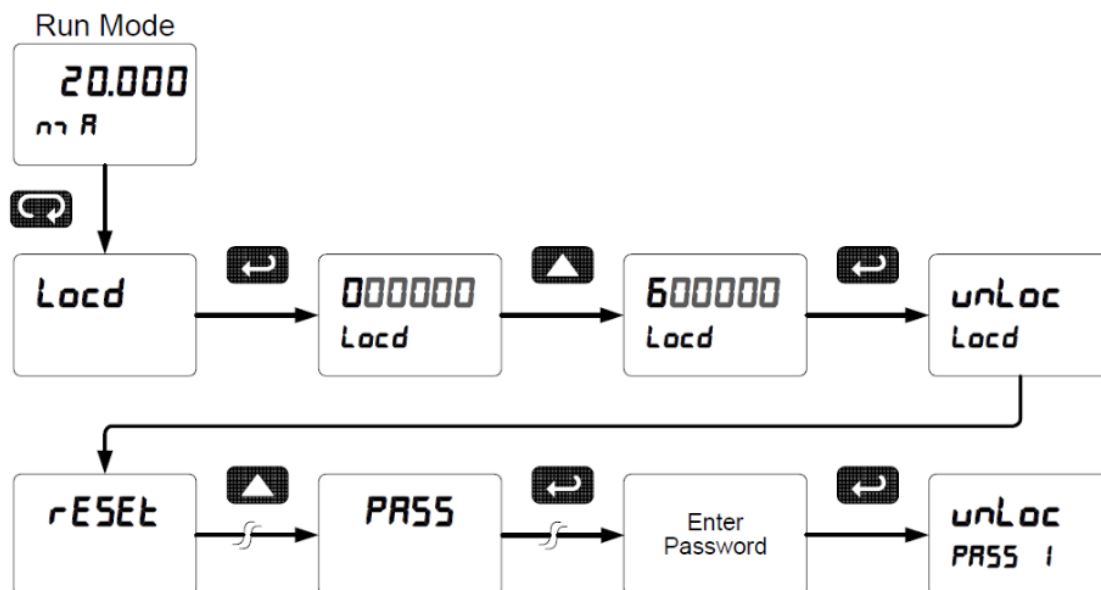 Run Mode
20.000
mA
Locd
000000
Locd
600000
Locd
unLoc
Locd
rESEt
PASS
Enter
Password
unLoc
PASS 1